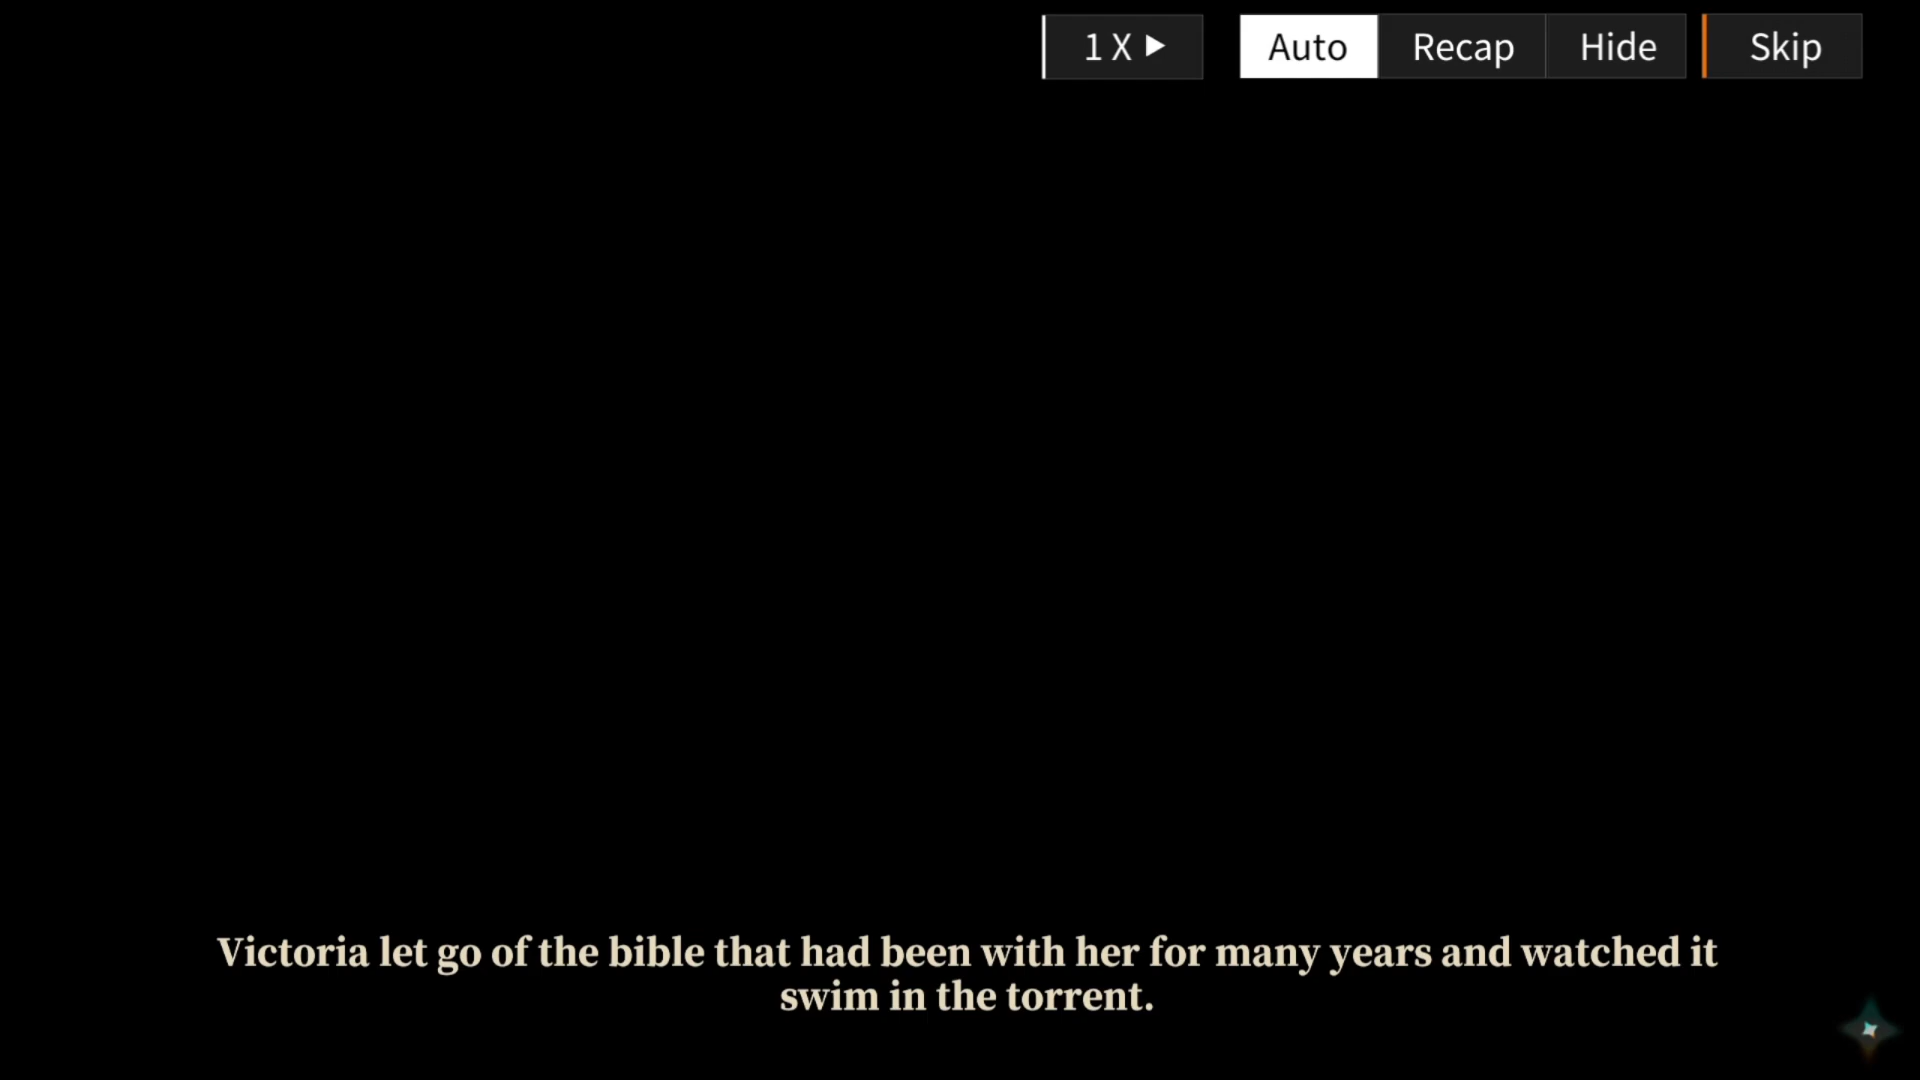 1 X Auto Recap Hide Skip
Victoria let go of the bible that had been with her for many years and watched it
swim in the torrent.